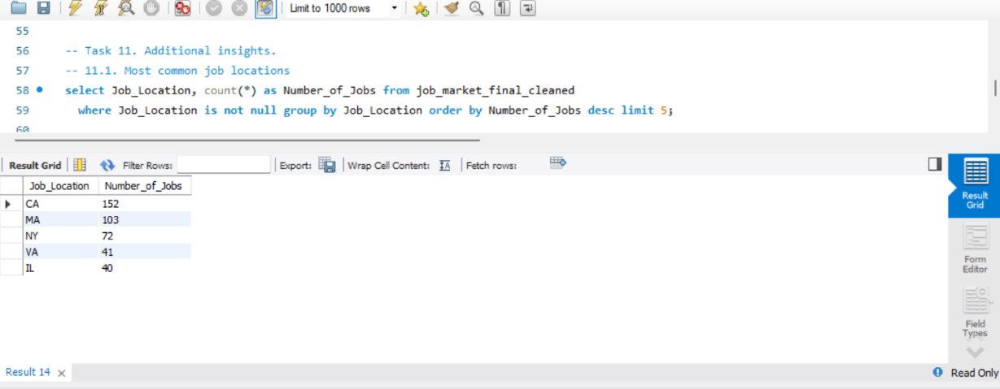 Limit to 1000 rows
55
56 -- Task 11. Additional insights.
57 -- 11.1. Most common job locations
58 select Job_Location, count(*) as Number_of_Jobs from job_market_final_cleaned
59 where Job_Location is not null group by Job_Location order by Number_of_Jobs desc limit 5;
60
Result Grid Filter Rows: Export: Wrap Cell Content: IA Fetch rows:
Job_Location Number_of_Jobs
CA 152
MA 103
NY 72
VA 41
IL 40
Result Grid
Form Editor
Field Types
Result 14 Read Only